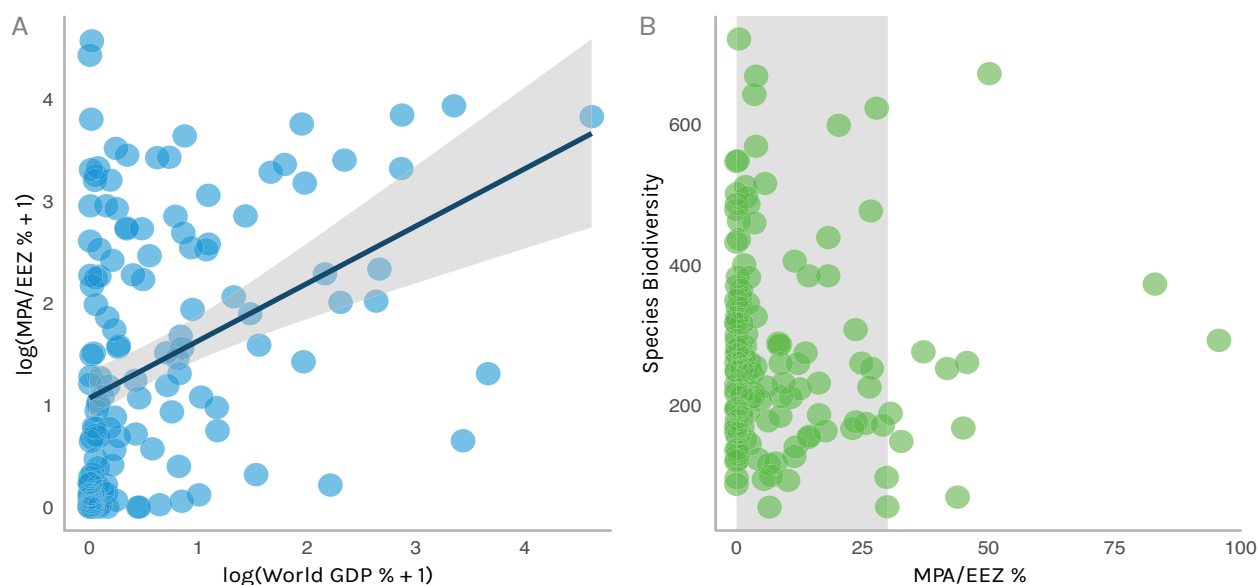 A
log(MPA/EEZ % + 1)
4
3
2
1
0
0 1 2 3 4
log(World GDP % + 1)
B
Species Biodiversity
600
400
200
0 25 50 75 100
MPA/EEZ %